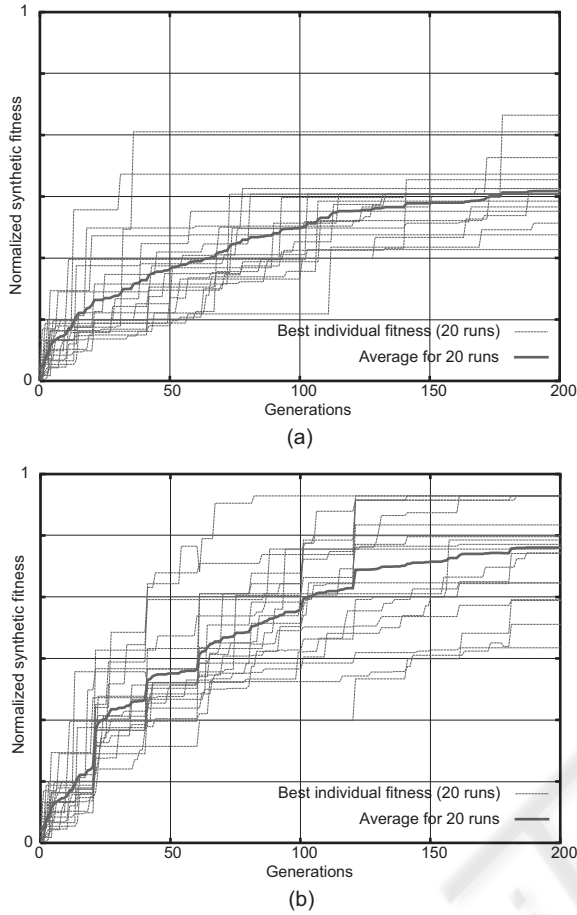 1
Normalized synthetic fitness
Best individual fitness (20 runs)
Average for 20 runs
0
0
50
100
150
200
Generations
(a)
1
Normalized synthetic fitness
Best individual fitness (20 runs)
Average for 20 runs
0
0
50
100
150
200
Generations
(b)